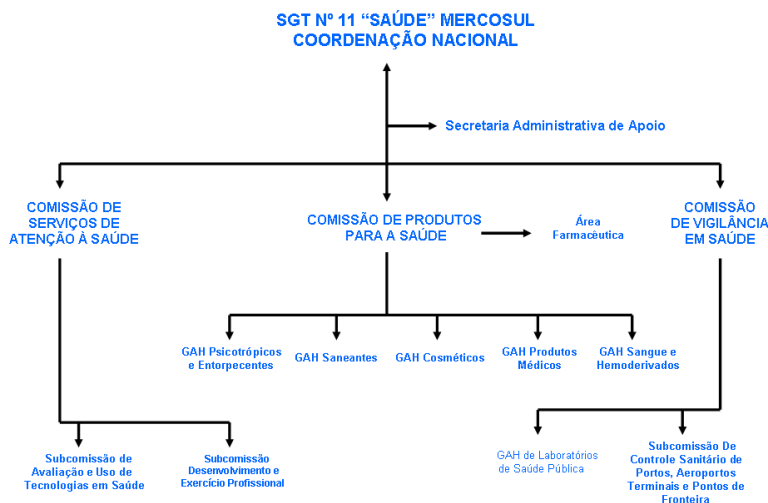 SGT Nº 11 “SAÚDE” MERCOSUL
COORDENAÇÃO NACIONAL
Secretaria Administrativa de Apoio
COMISSÃO DE
SERVIÇOS DE
ATENÇÃO À SAÚDE
COMISSÃO DE PRODUTOS
PARA A SAÚDE
Área
Farmacêutica
COMISSÃO
DE VIGILÂNCIA
EM SAÚDE
GAH Psicotrópicos
e Entorpecentes
GAH Saneantes
GAH Cosméticos
GAH Produtos
Médicos
GAH Sangue e
Hemoderivados
Subcomissão de
Avaliação e Uso de
Tecnologias em Saúde
Subcomissão
Desenvolvimento e
Exercício Profissional
GAH de Laboratórios
de Saúde Pública
Subcomissão De
Controle Sanitário de
Portos, Aeroportos
Terminais e Pontos de
Fronteira